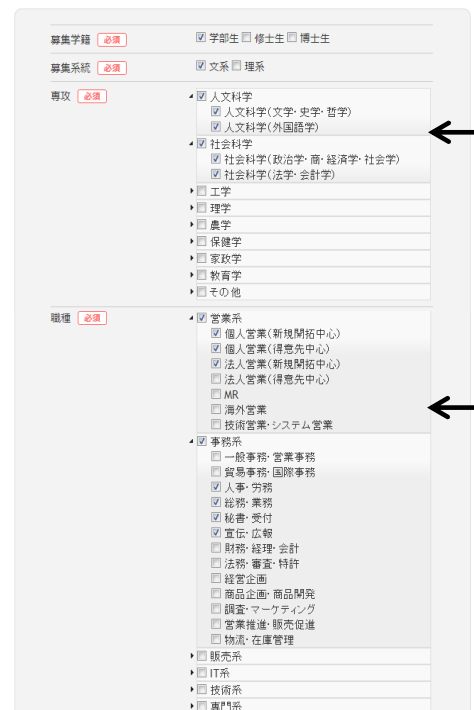 募集学籍 必須 学部生 修士生 博士生
募集系統 必須 文系 理系
専攻 必須 人文科学
人文科学(文学・史学・哲学)
人文科学(外国語学)
社会科学
社会科学(政治学・商・経済学・社会学)
社会科学(法学・会計学)
工学
理学
農学
保健学
家政学
教育学
その他
職種 必須 営業系
個人営業(新規開拓中心)
個人営業(得意先中心)
法人営業(新規開拓中心)
法人営業(得意先中心)
MR
海外営業
技術営業・システム営業
事務系
一般事務・営業事務
貿易事務・国際事務
人事・労務
総務・業務
秘書・受付
宣伝・広報
財務・経理・会計
法務・審査・特許
経営企画
商品企画・商品開発
調査・マーケティング
営業推進・販売促進
物流・在庫管理
販売系
IT系
技術系
専門系